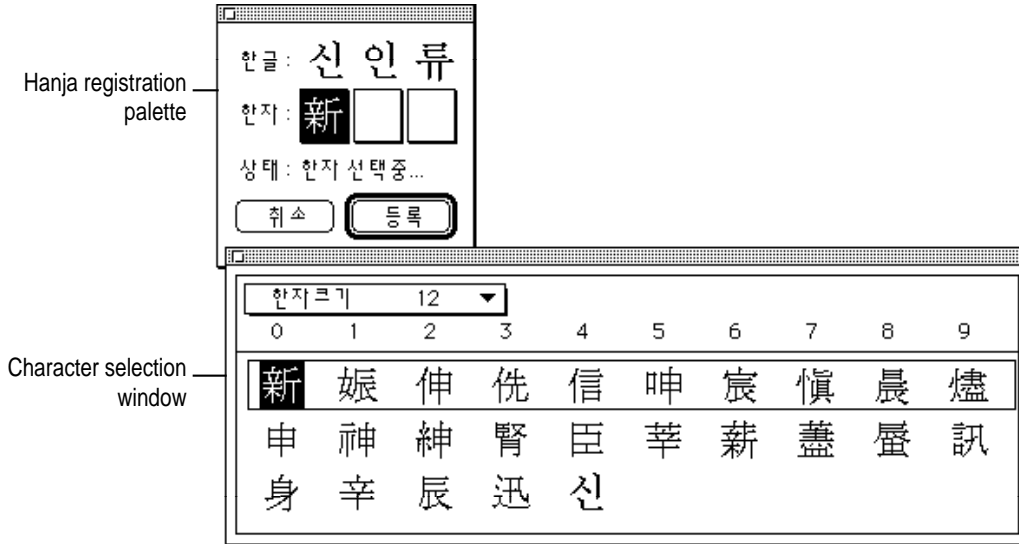 한글: 신 인 류
Hanja registration
palette
한자: 新
상태: 한자 선택중...
취소 등록
한자크기 12
0 1 2 3 4 5 6 7 8 9
Character selection
window
新 娠 伸 侁 信 呻 宸 愼 晨 燼
申 神 紳 腎 臣 莘 薪 藎 蜃 訊
身 辛 辰 迅 신